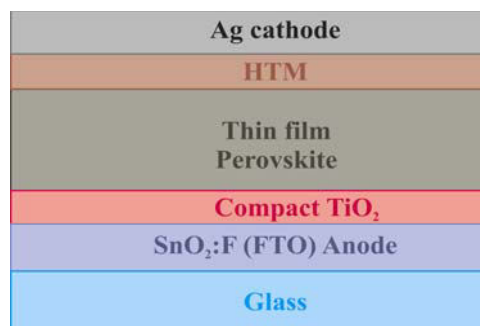 Ag cathode
HTM
Thin film
Perovskite
Compact TiO₂
SnO₂:F (FTO) Anode
Glass